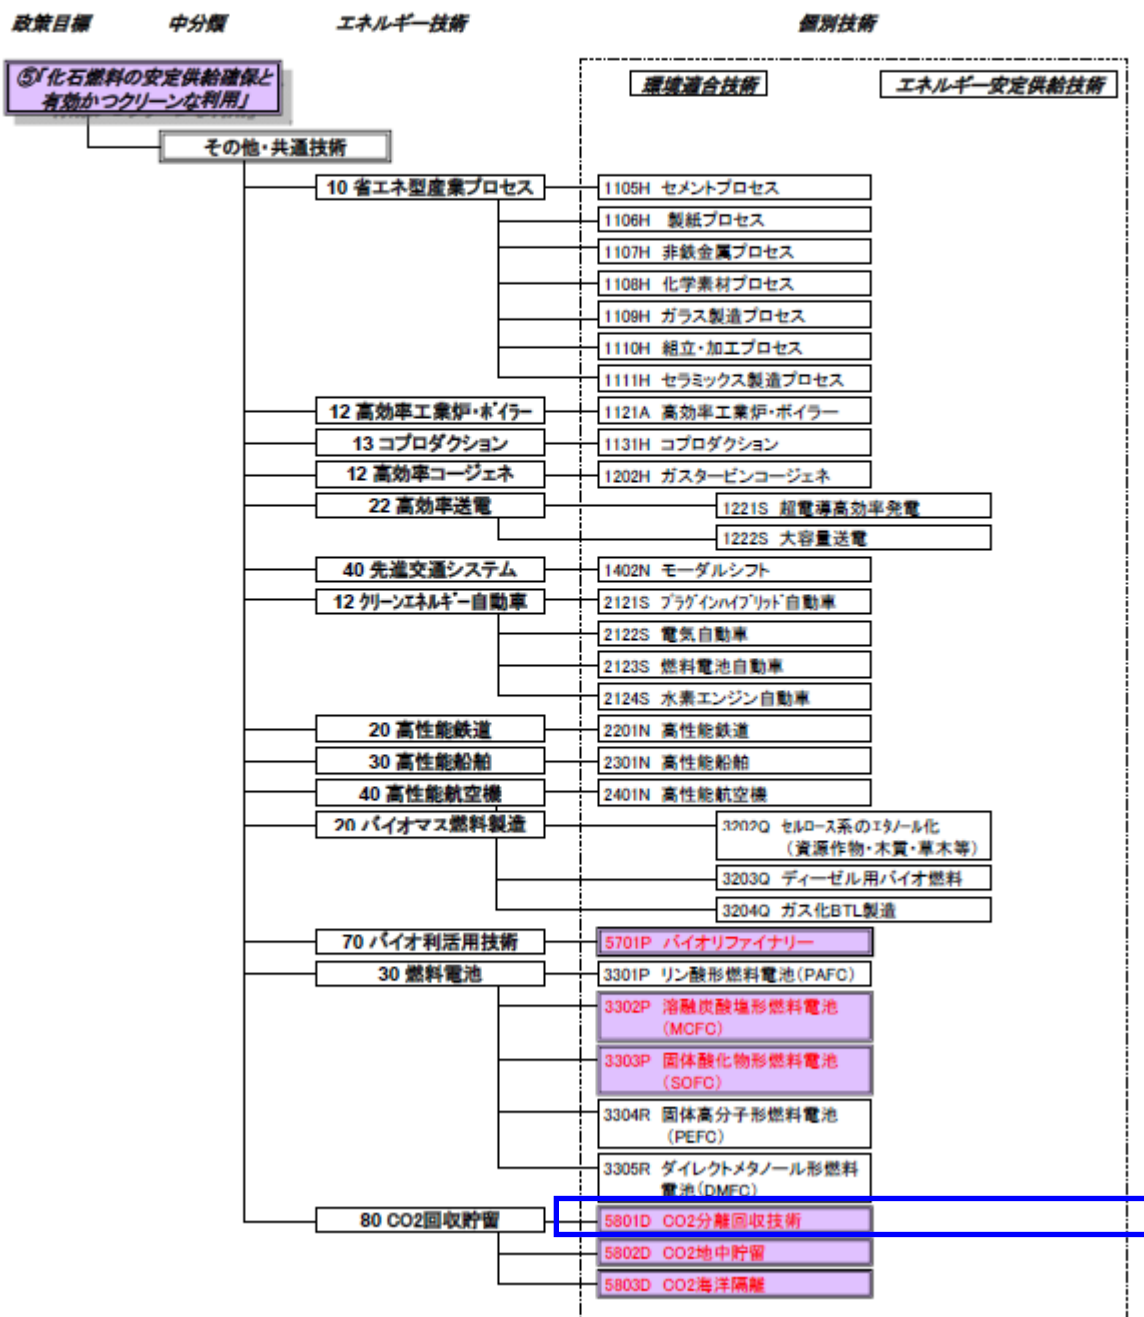 政策目標 中分類 エネルギー技術 個別技術
⑤「化石燃料の安定供給確保と
有効かつクリーンな利用」
環境適合技術 エネルギー安定供給技術
その他・共通技術
10 省エネ型産業プロセス 1105H セメントプロセス
1106H 製紙プロセス
1107H 非鉄金属プロセス
1108H 化学素材プロセス
1109H ガラス製造プロセス
1110H 組立・加工プロセス
1111H セラミックス製造プロセス
12 高効率工業炉・ボイラー 1121A 高効率工業炉・ボイラー
13 コプロダクション 1131H コプロダクション
12 高効率コージェネ 1202H ガスタービンコージェネ
22 高効率送電 1221S 超電導高効率発電
1222S 大容量送電
40 先進交通システム 1402N モーダルシフト
12 クリーンエネルギー自動車 2121S プラグインハイブリッド自動車
2122S 電気自動車
2123S 燃料電池自動車
2124S 水素エンジン自動車
20 高性能鉄道 2201N 高性能鉄道
30 高性能船舶 2301N 高性能船舶
40 高性能航空機 2401N 高性能航空機
20 バイオマス燃料製造 3202Q セルロース系のエタノール化
(資源作物・木質・草木等)
3203Q ディーゼル用バイオ燃料
3204Q ガス化BTL製造
70 バイオ利活用技術 5701P バイオリファイナリー
30 燃料電池 3301P リン酸形燃料電池(PAFC)
3302P 溶融炭酸塩形燃料電池
(MCFC)
3303P 固体酸化物形燃料電池
(SOFC)
3304R 固体高分子形燃料電池
(PEFC)
3305R ダイレクトメタノール形燃料
電池(DMFC)
80 CO2回収貯留 5801D CO2分離回収技術
5802D CO2地中貯留
5803D CO2海洋隔離